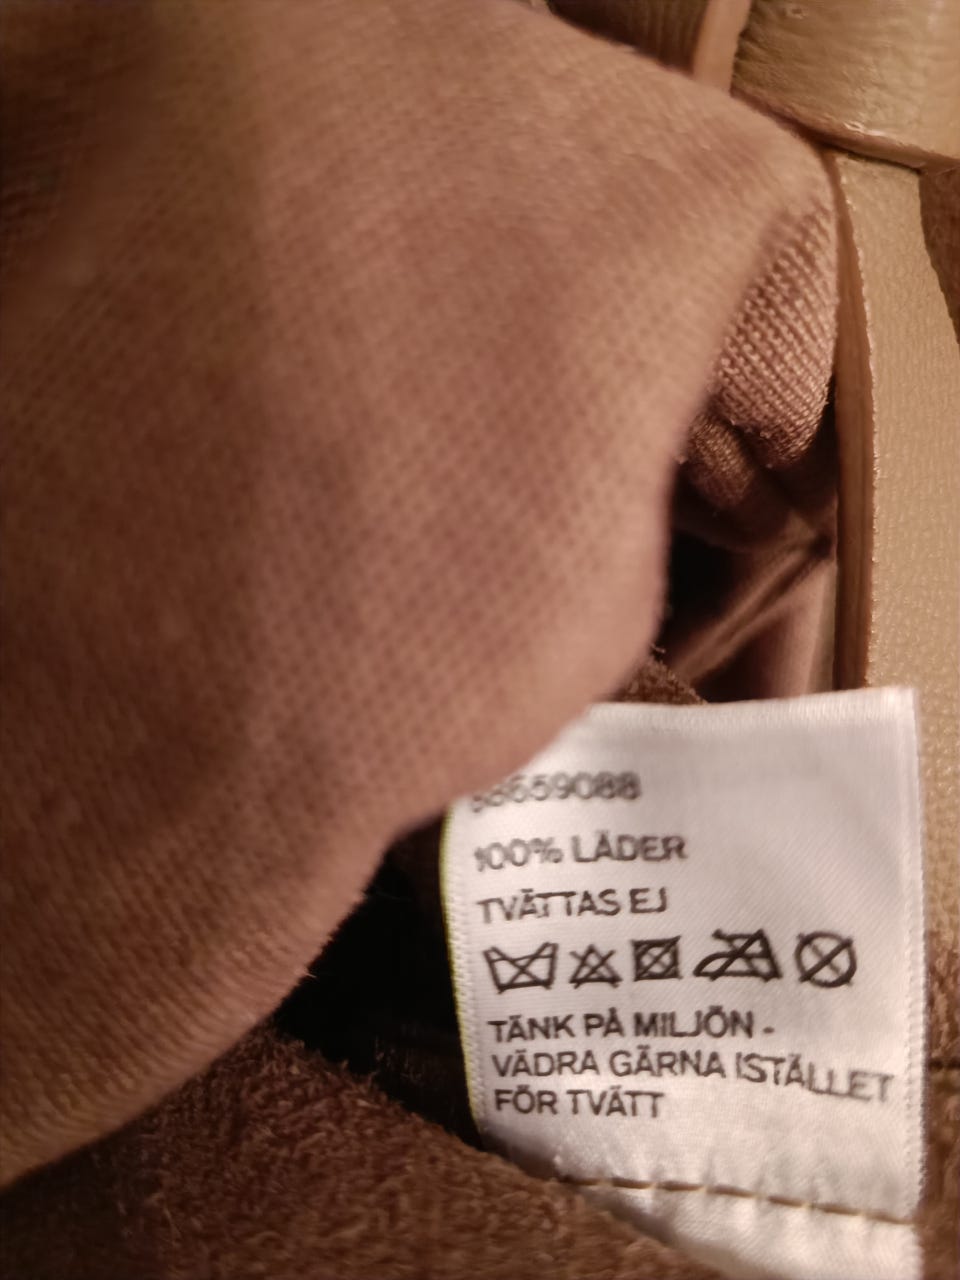 100% LÄDER
TVÄTTAS EJ
TÄNK PÅ MILJÖN -
VÄDRA GÄRNA ISTÄLLET
FÖR TVÄTT